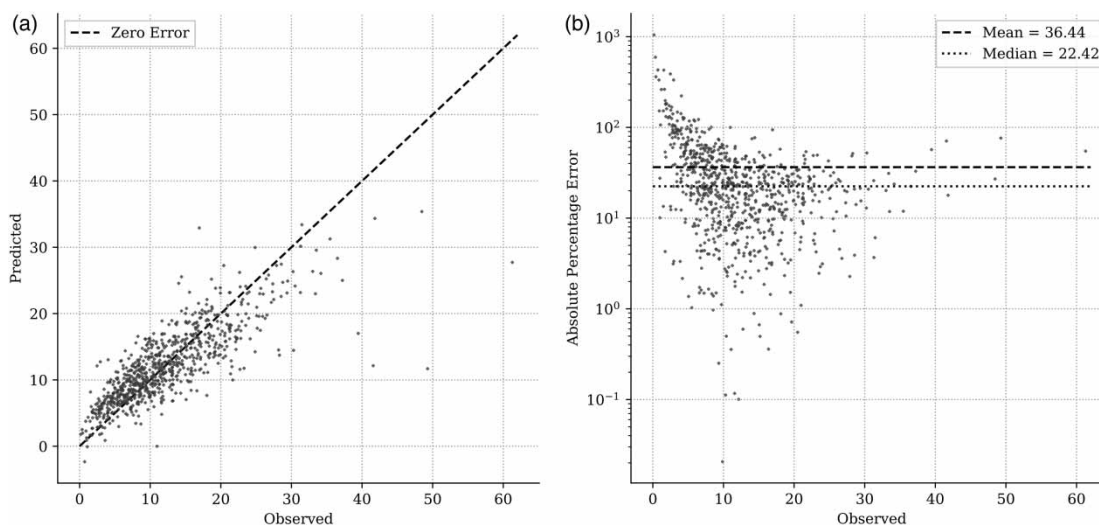 (a)
Zero Error
60
50
40
30
20
10
0
Predicted
0 10 20 30 40 50 60
Observed
(b)
Mean = 36.44
Median = 22.42
10³
10²
10¹
10⁰
10⁻¹
Absolute Percentage Error
0 10 20 30 40 50 60
Observed